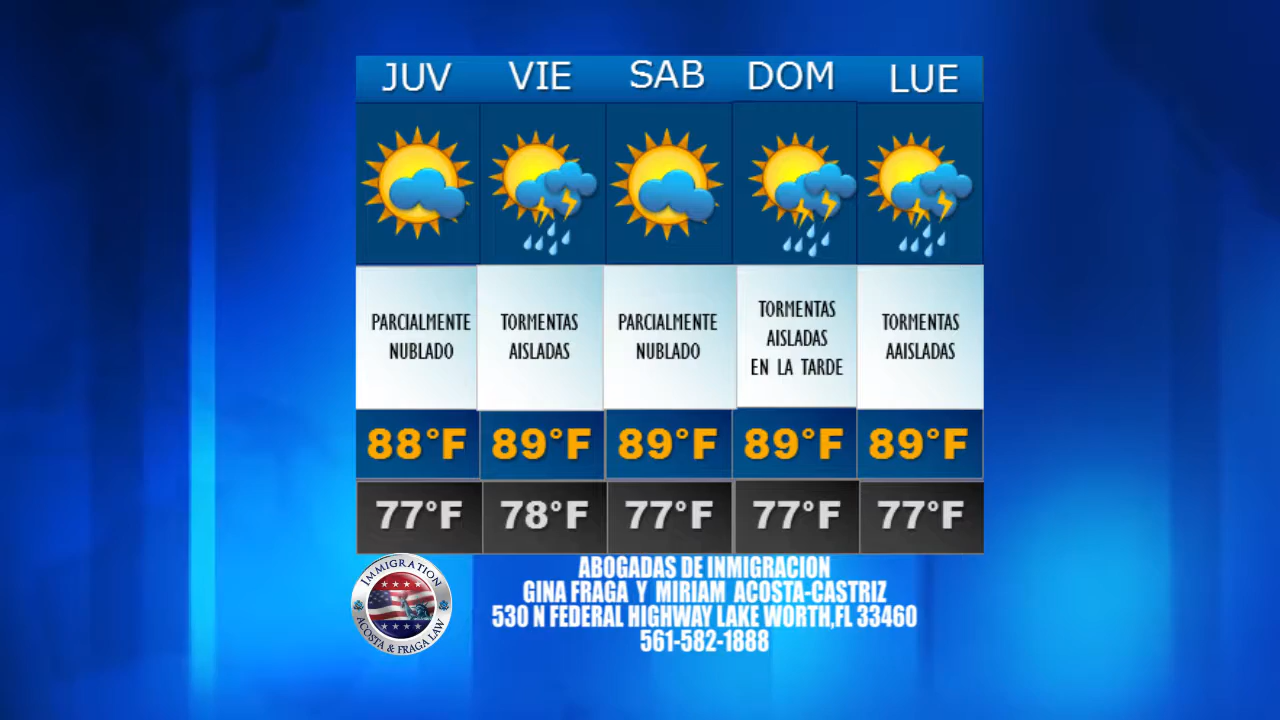 JUV VIE SAB DOM LUE
PARCIALMENTE
NUBLADO
TORMENTAS
AISLADAS
PARCIALMENTE
NUBLADO
TORMENTAS
AISLADAS
EN LA TARDE
TORMENTAS
AAISLADAS
88°F 89°F 89°F 89°F 89°F
77°F 78°F 77°F 77°F 77°F
IMMIGRATION
ACOSTA & FRAGA LAW
ABOGADAS DE INMIGRACION
GINA FRAGA Y MIRIAM ACOSTA-CASTRIZ
530 N FEDERAL HIGHWAY LAKE WORTH,FL 33460
561-582-1888